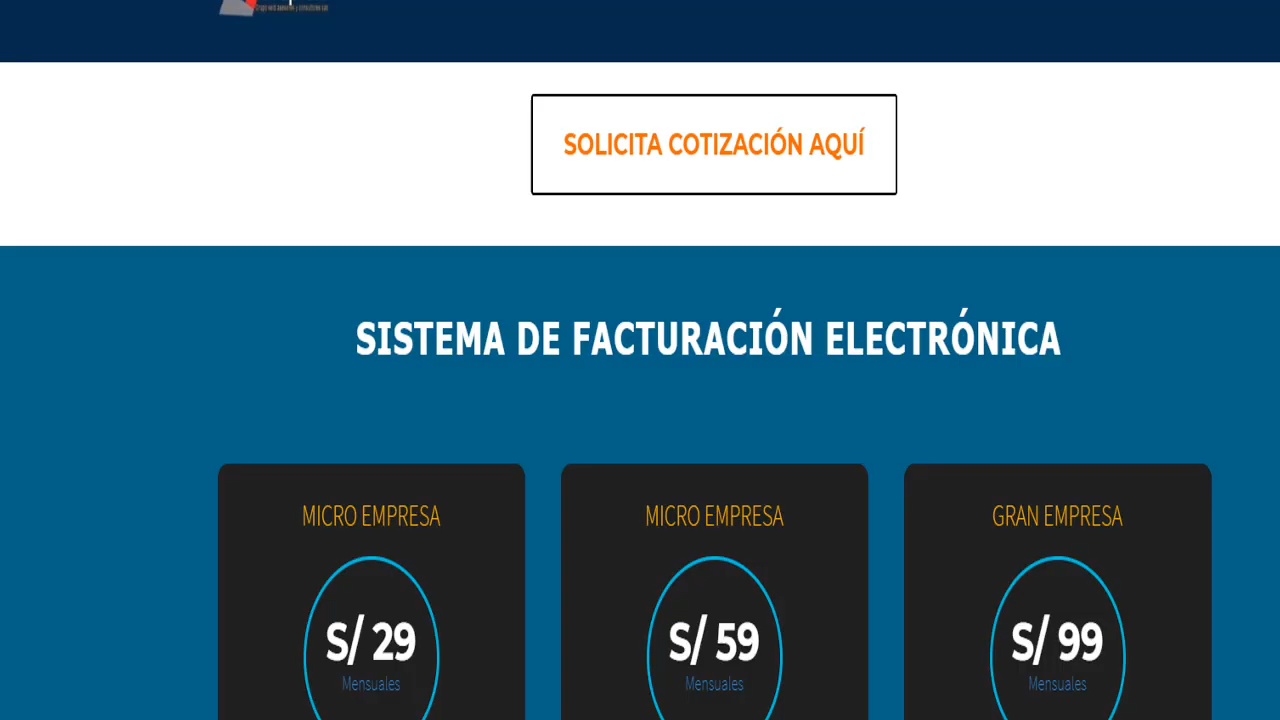 SOLICITA COTIZACIÓN AQUÍ
SISTEMA DE FACTURACIÓN ELECTRÓNICA
MICRO EMPRESA
MICRO EMPRESA
GRAN EMPRESA
S/ 29
S/ 59
S/ 99
Mensuales
Mensuales
Mensuales